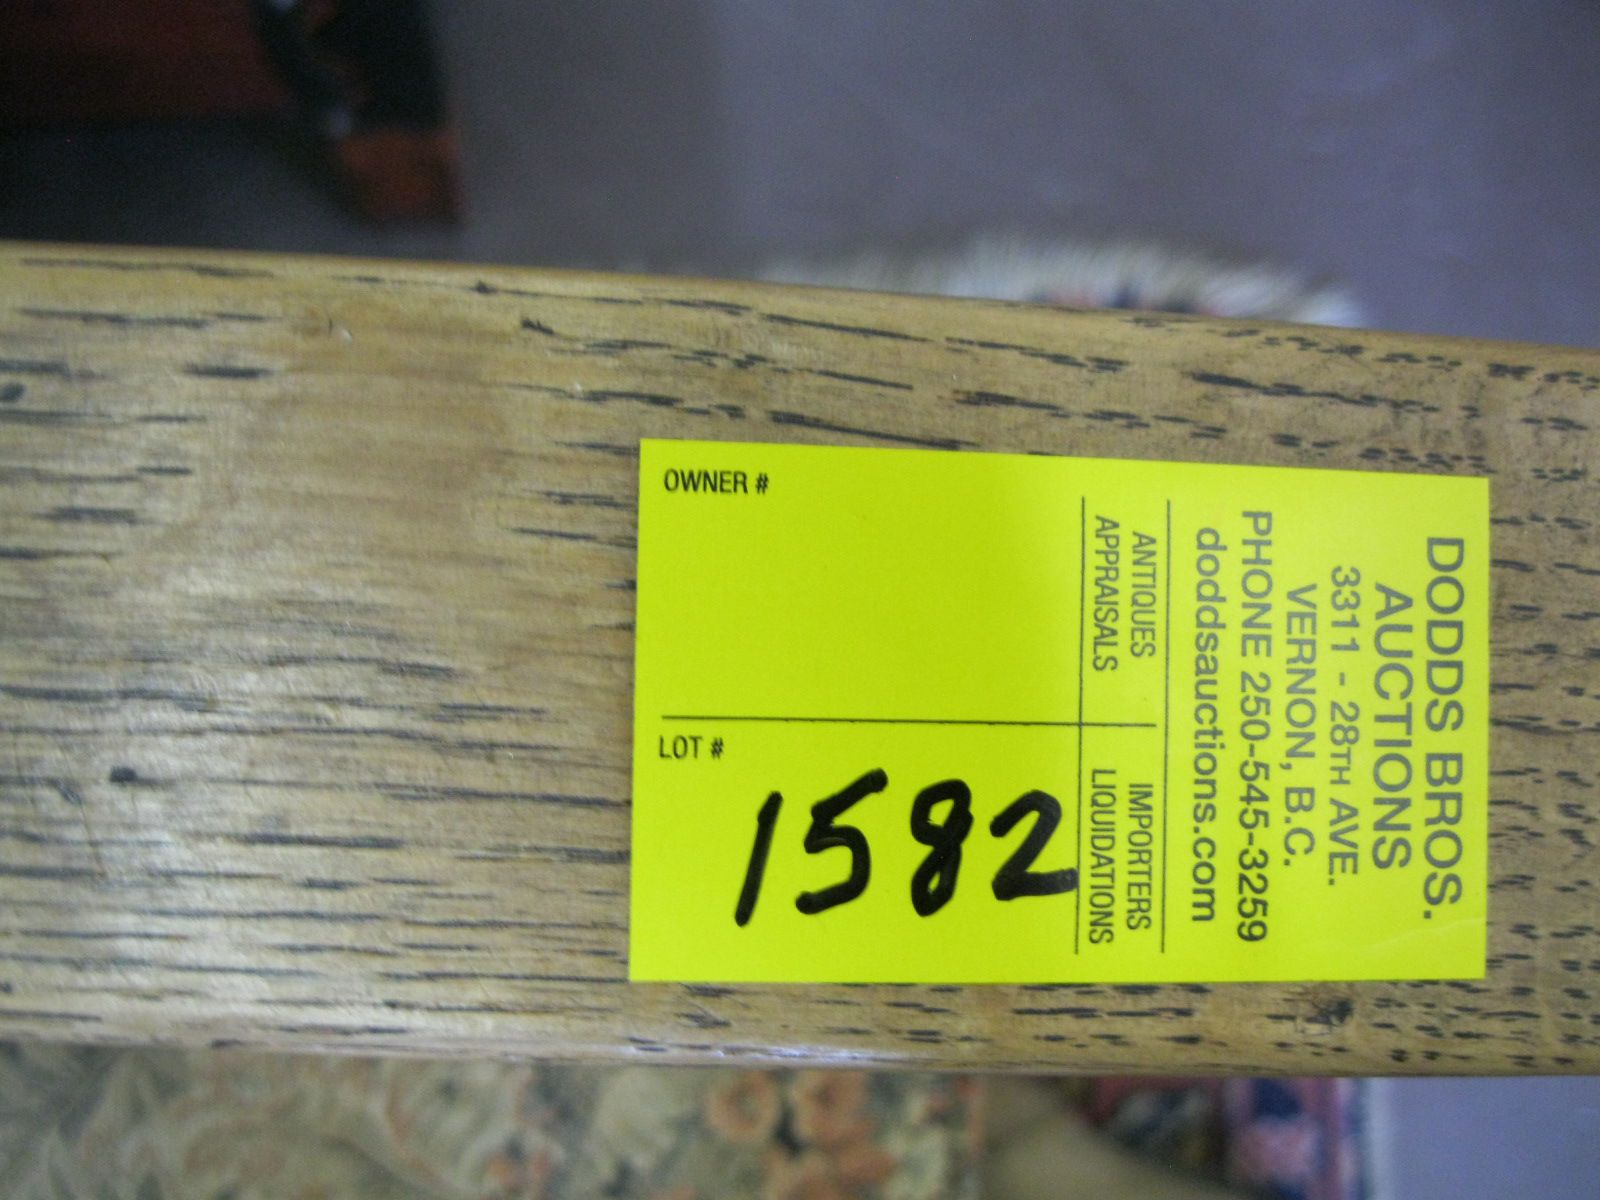 DODDS BROS.
AUCTIONS
3311 - 28TH AVE.
VERNON, B.C.
PHONE 250-545-3259
doddsauctions.com
ANTIQUES
APPRAISALS
IMPORTERS
LIQUIDATIONS
OWNER #
LOT #
1582